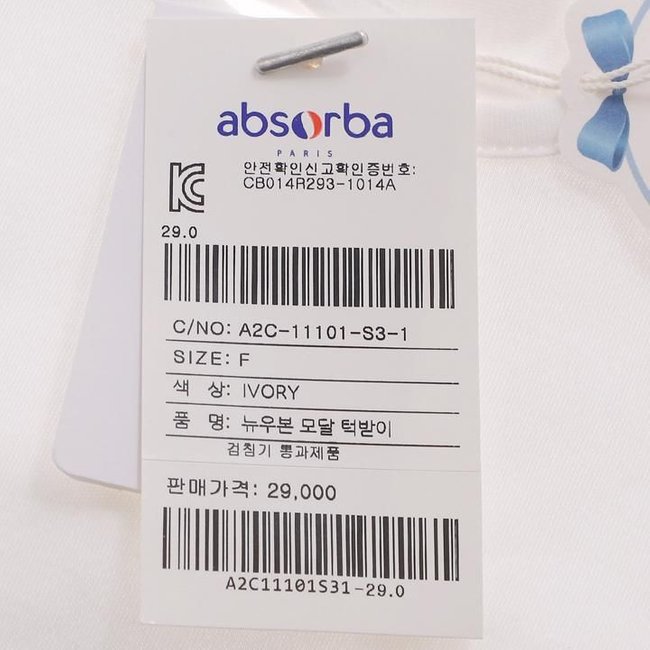 absorba
PARIS
안전확인신고확인증번호:
CB014R293-1014A
29.0
C/NO: A2C-11101-S3-1
SIZE: F
색 상: IVORY
품 명: 뉴우본 모달 턱받이
검침기 통과제품
판매가격: 29,000
A2C11101S31-29.0